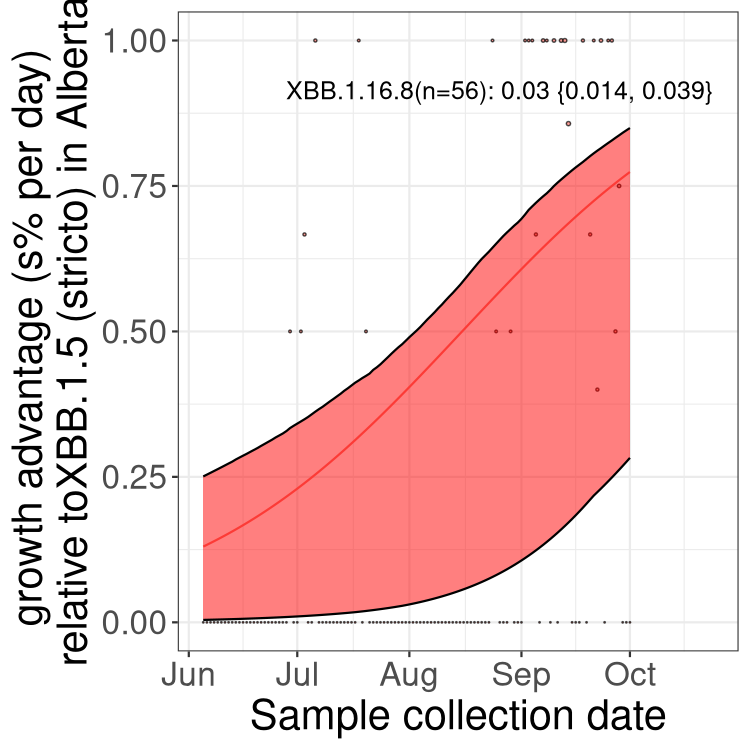 growth advantage (s% per day)
relative toXBB.1.5 (stricto) in Alberta
1.00
0.75
0.50
0.25
0.00
XBB.1.16.8(n=56): 0.03 {0.014, 0.039}
Jun Jul Aug Sep Oct
Sample collection date